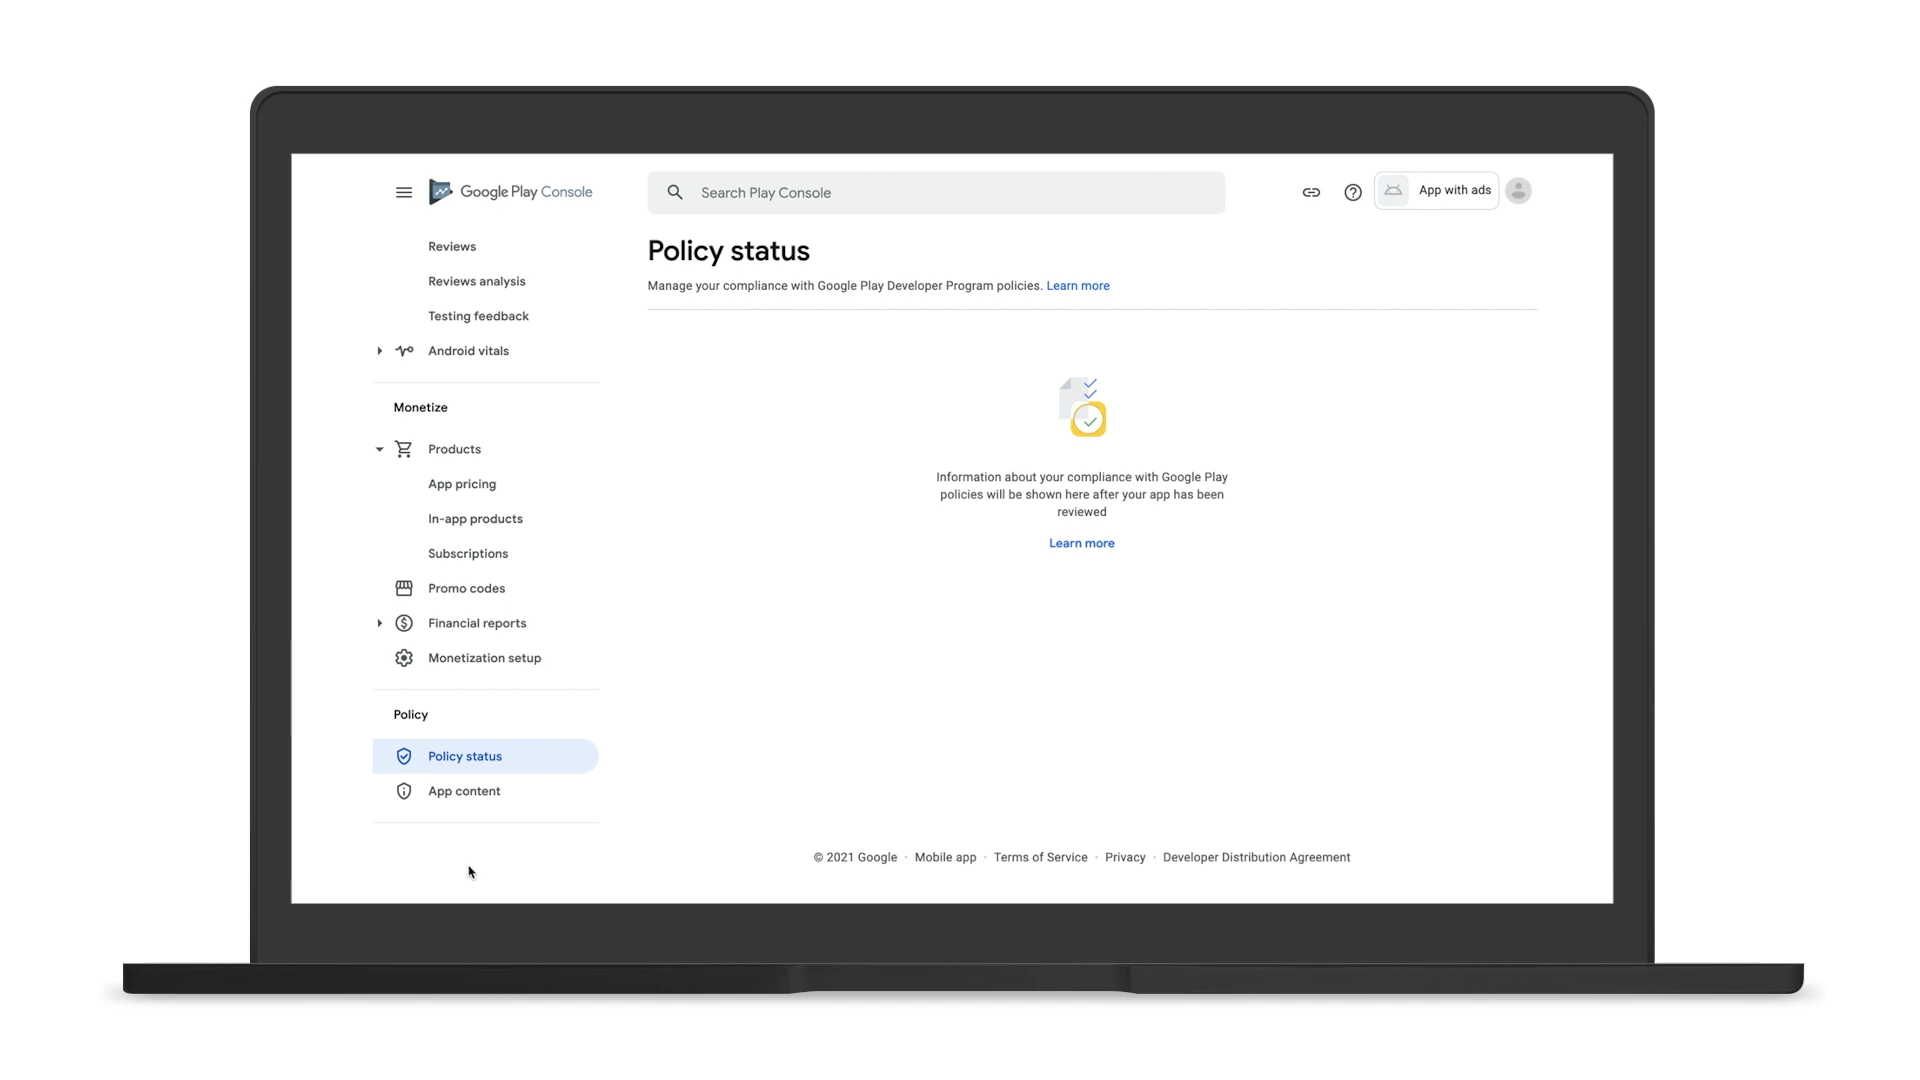 Google Play Console
Search Play Console
App with ads
Reviews
Reviews analysis
Testing feedback
Android vitals
Monetize
Products
App pricing
In-app products
Subscriptions
Promo codes
Financial reports
Monetization setup
Policy
Policy status
App content
Policy status
Manage your compliance with Google Play Developer Program policies. Learn more
Information about your compliance with Google Play
policies will be shown here after your app has been
reviewed
Learn more
© 2021 Google · Mobile app · Terms of Service · Privacy · Developer Distribution Agreement